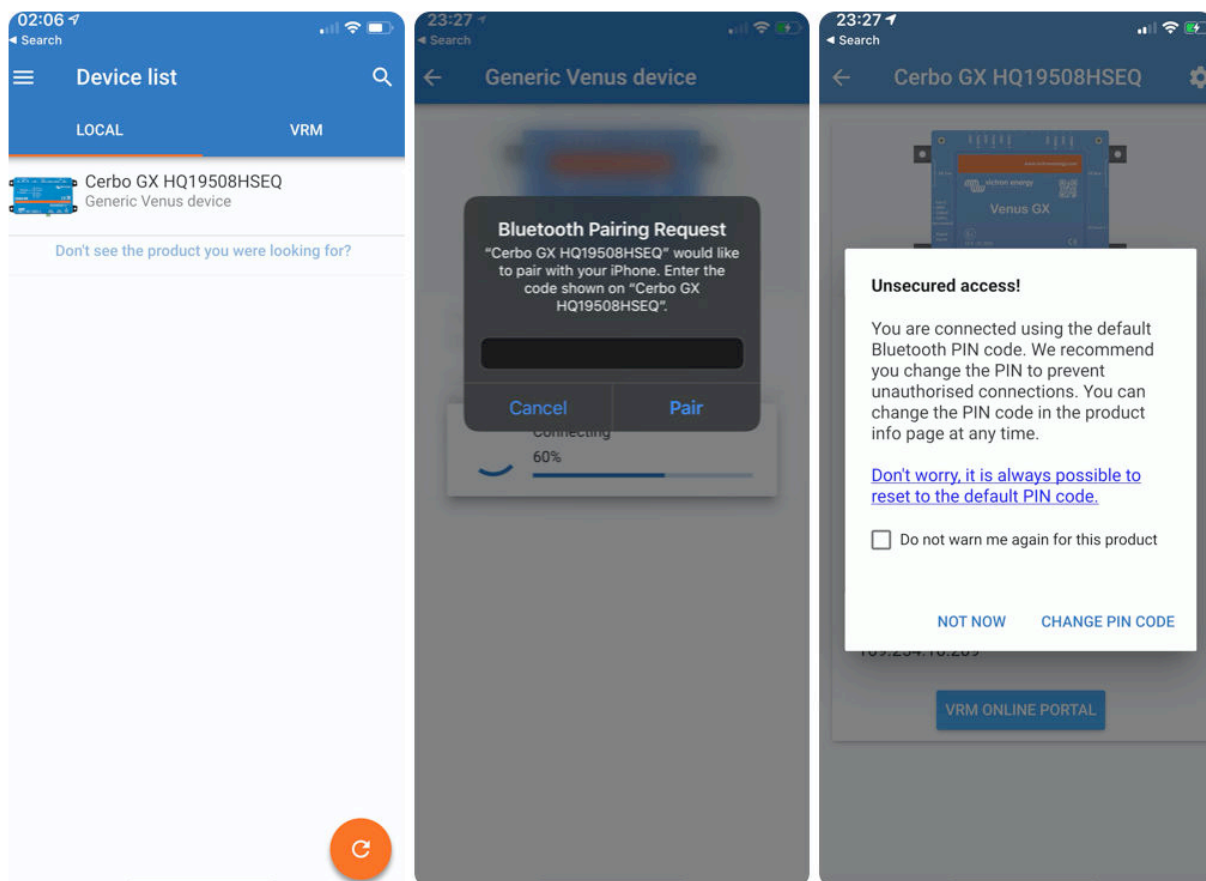 02:06
Search
Device list
LOCAL
VRM
Cerbo GX HQ19508HSEQ
Generic Venus device
Don't see the product you were looking for?
23:27
Search
Generic Venus device
Bluetooth Pairing Request
“Cerbo GX HQ19508HSEQ” would like
to pair with your iPhone. Enter the
code shown on “Cerbo GX
HQ19508HSEQ”.
Cancel
Pair
Connecting
60%
23:27
Search
Cerbo GX HQ19508HSEQ
victron energy
Venus GX
Unsecured access!
You are connected using the default
Bluetooth PIN code. We recommend
you change the PIN to prevent
unauthorised connections. You can
change the PIN code in the product
info page at any time.
Don't worry, it is always possible to
reset to the default PIN code.
Do not warn me again for this product
NOT NOW
CHANGE PIN CODE
VRM ONLINE PORTAL